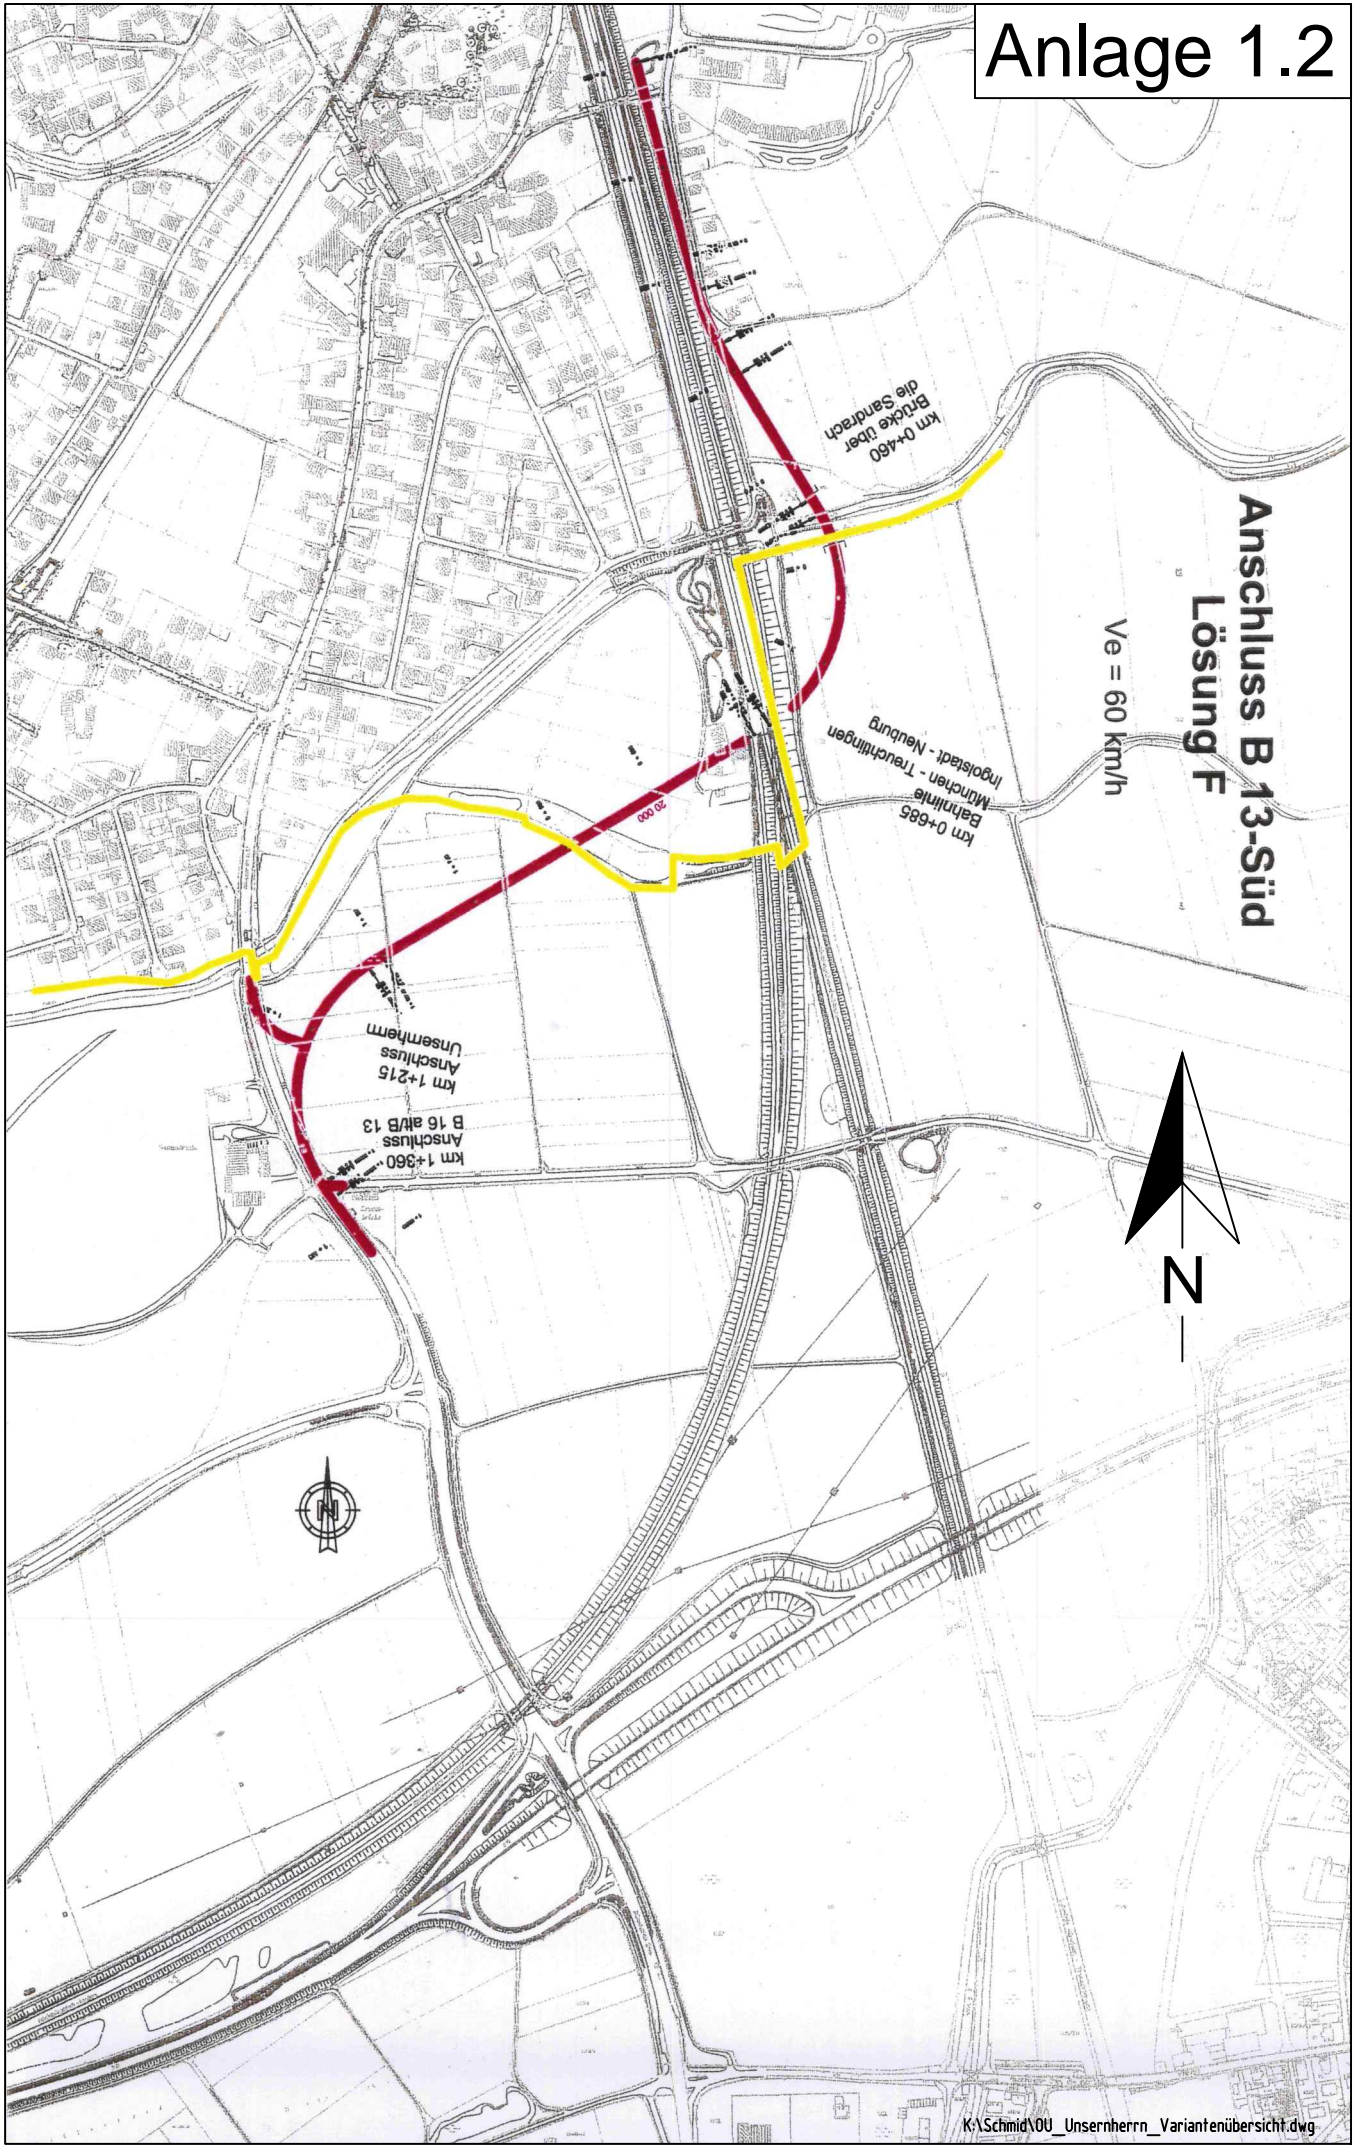 Anlage 1.2
Anschluss B 13-Süd
Lösung F
Ve = 60 km/h
km 0+460
Brücke über
die Sandrach
km 0+685
Bahnlinie
München - Treuchtlingen
Ingolstadt - Neuburg
20 000
km 1+215
Anschluss
Unsernherrn
km 1+360
Anschluss
B 16 alt/B 13
N
N
K:\Schmid\OU_Unsernherrn_Variantenübersicht.dwg